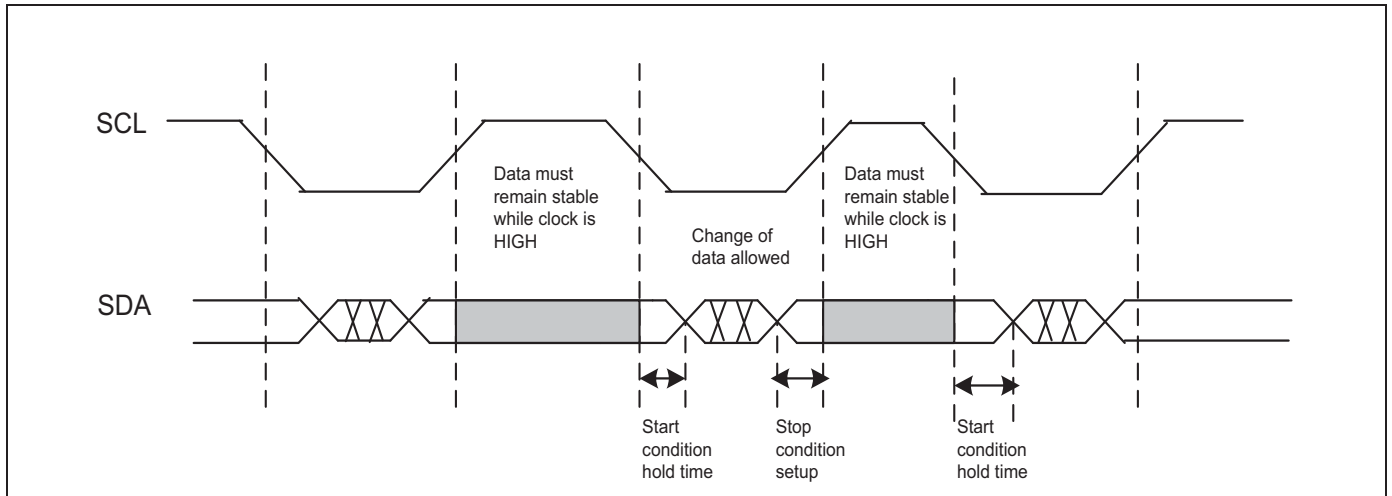 SCL
Data must
remain stable
while clock is
HIGH
Change of
data allowed
Data must
remain stable
while clock is
HIGH
SDA
Start
condition
hold time
Stop
condition
setup
Start
condition
hold time